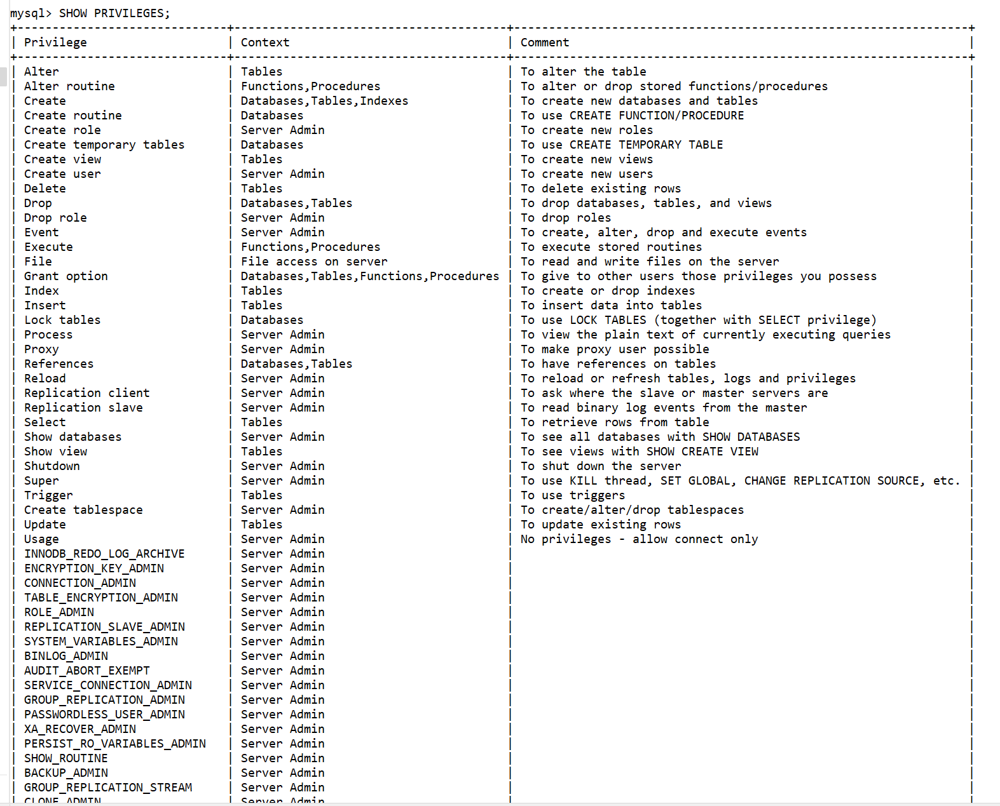 mysql> SHOW PRIVILEGES;
+------------------------------+---------------------------------------+-----------------------------------------------------------------+
| Privilege | Context | Comment |
+------------------------------+---------------------------------------+-----------------------------------------------------------------+
| Alter | Tables | To alter the table |
| Alter routine | Functions,Procedures | To alter or drop stored functions/procedures |
| Create | Databases,Tables,Indexes | To create new databases and tables |
| Create routine | Databases | To use CREATE FUNCTION/PROCEDURE |
| Create role | Server Admin | To create new roles |
| Create temporary tables | Databases | To use CREATE TEMPORARY TABLE |
| Create view | Tables | To create new views |
| Create user | Server Admin | To create new users |
| Delete | Tables | To delete existing rows |
| Drop | Databases,Tables | To drop databases, tables, and views |
| Drop role | Server Admin | To drop roles |
| Event | Server Admin | To create, alter, drop and execute events |
| Execute | Functions,Procedures | To execute stored routines |
| File | File access on server | To read and write files on the server |
| Grant option | Databases,Tables,Functions,Procedures | To give to other users those privileges you possess |
| Index | Tables | To create or drop indexes |
| Insert | Tables | To insert data into tables |
| Lock tables | Databases | To use LOCK TABLES (together with SELECT privilege) |
| Process | Server Admin | To view the plain text of currently executing queries |
| Proxy | Server Admin | To make proxy user possible |
| References | Databases,Tables | To have references on tables |
| Reload | Server Admin | To reload or refresh tables, logs and privileges |
| Replication client | Server Admin | To ask where the slave or master servers are |
| Replication slave | Server Admin | To read binary log events from the master |
| Select | Tables | To retrieve rows from table |
| Show databases | Server Admin | To see all databases with SHOW DATABASES |
| Show view | Tables | To see views with SHOW CREATE VIEW |
| Shutdown | Server Admin | To shut down the server |
| Super | Server Admin | To use KILL thread, SET GLOBAL, CHANGE REPLICATION SOURCE, etc. |
| Trigger | Tables | To use triggers |
| Create tablespace | Server Admin | To create/alter/drop tablespaces |
| Update | Tables | To update existing rows |
| Usage | Server Admin | No privileges - allow connect only |
| INNODB_REDO_LOG_ARCHIVE | Server Admin | |
| ENCRYPTION_KEY_ADMIN | Server Admin | |
| CONNECTION_ADMIN | Server Admin | |
| TABLE_ENCRYPTION_ADMIN | Server Admin | |
| ROLE_ADMIN | Server Admin | |
| REPLICATION_SLAVE_ADMIN | Server Admin | |
| SYSTEM_VARIABLES_ADMIN | Server Admin | |
| BINLOG_ADMIN | Server Admin | |
| AUDIT_ABORT_EXEMPT | Server Admin | |
| SERVICE_CONNECTION_ADMIN | Server Admin | |
| GROUP_REPLICATION_ADMIN | Server Admin | |
| PASSWORDLESS_USER_ADMIN | Server Admin | |
| XA_RECOVER_ADMIN | Server Admin | |
| PERSIST_RO_VARIABLES_ADMIN | Server Admin | |
| SHOW_ROUTINE | Server Admin | |
| BACKUP_ADMIN | Server Admin | |
| GROUP_REPLICATION_STREAM | Server Admin | |
| CLONE_ADMIN | Server Admin | |